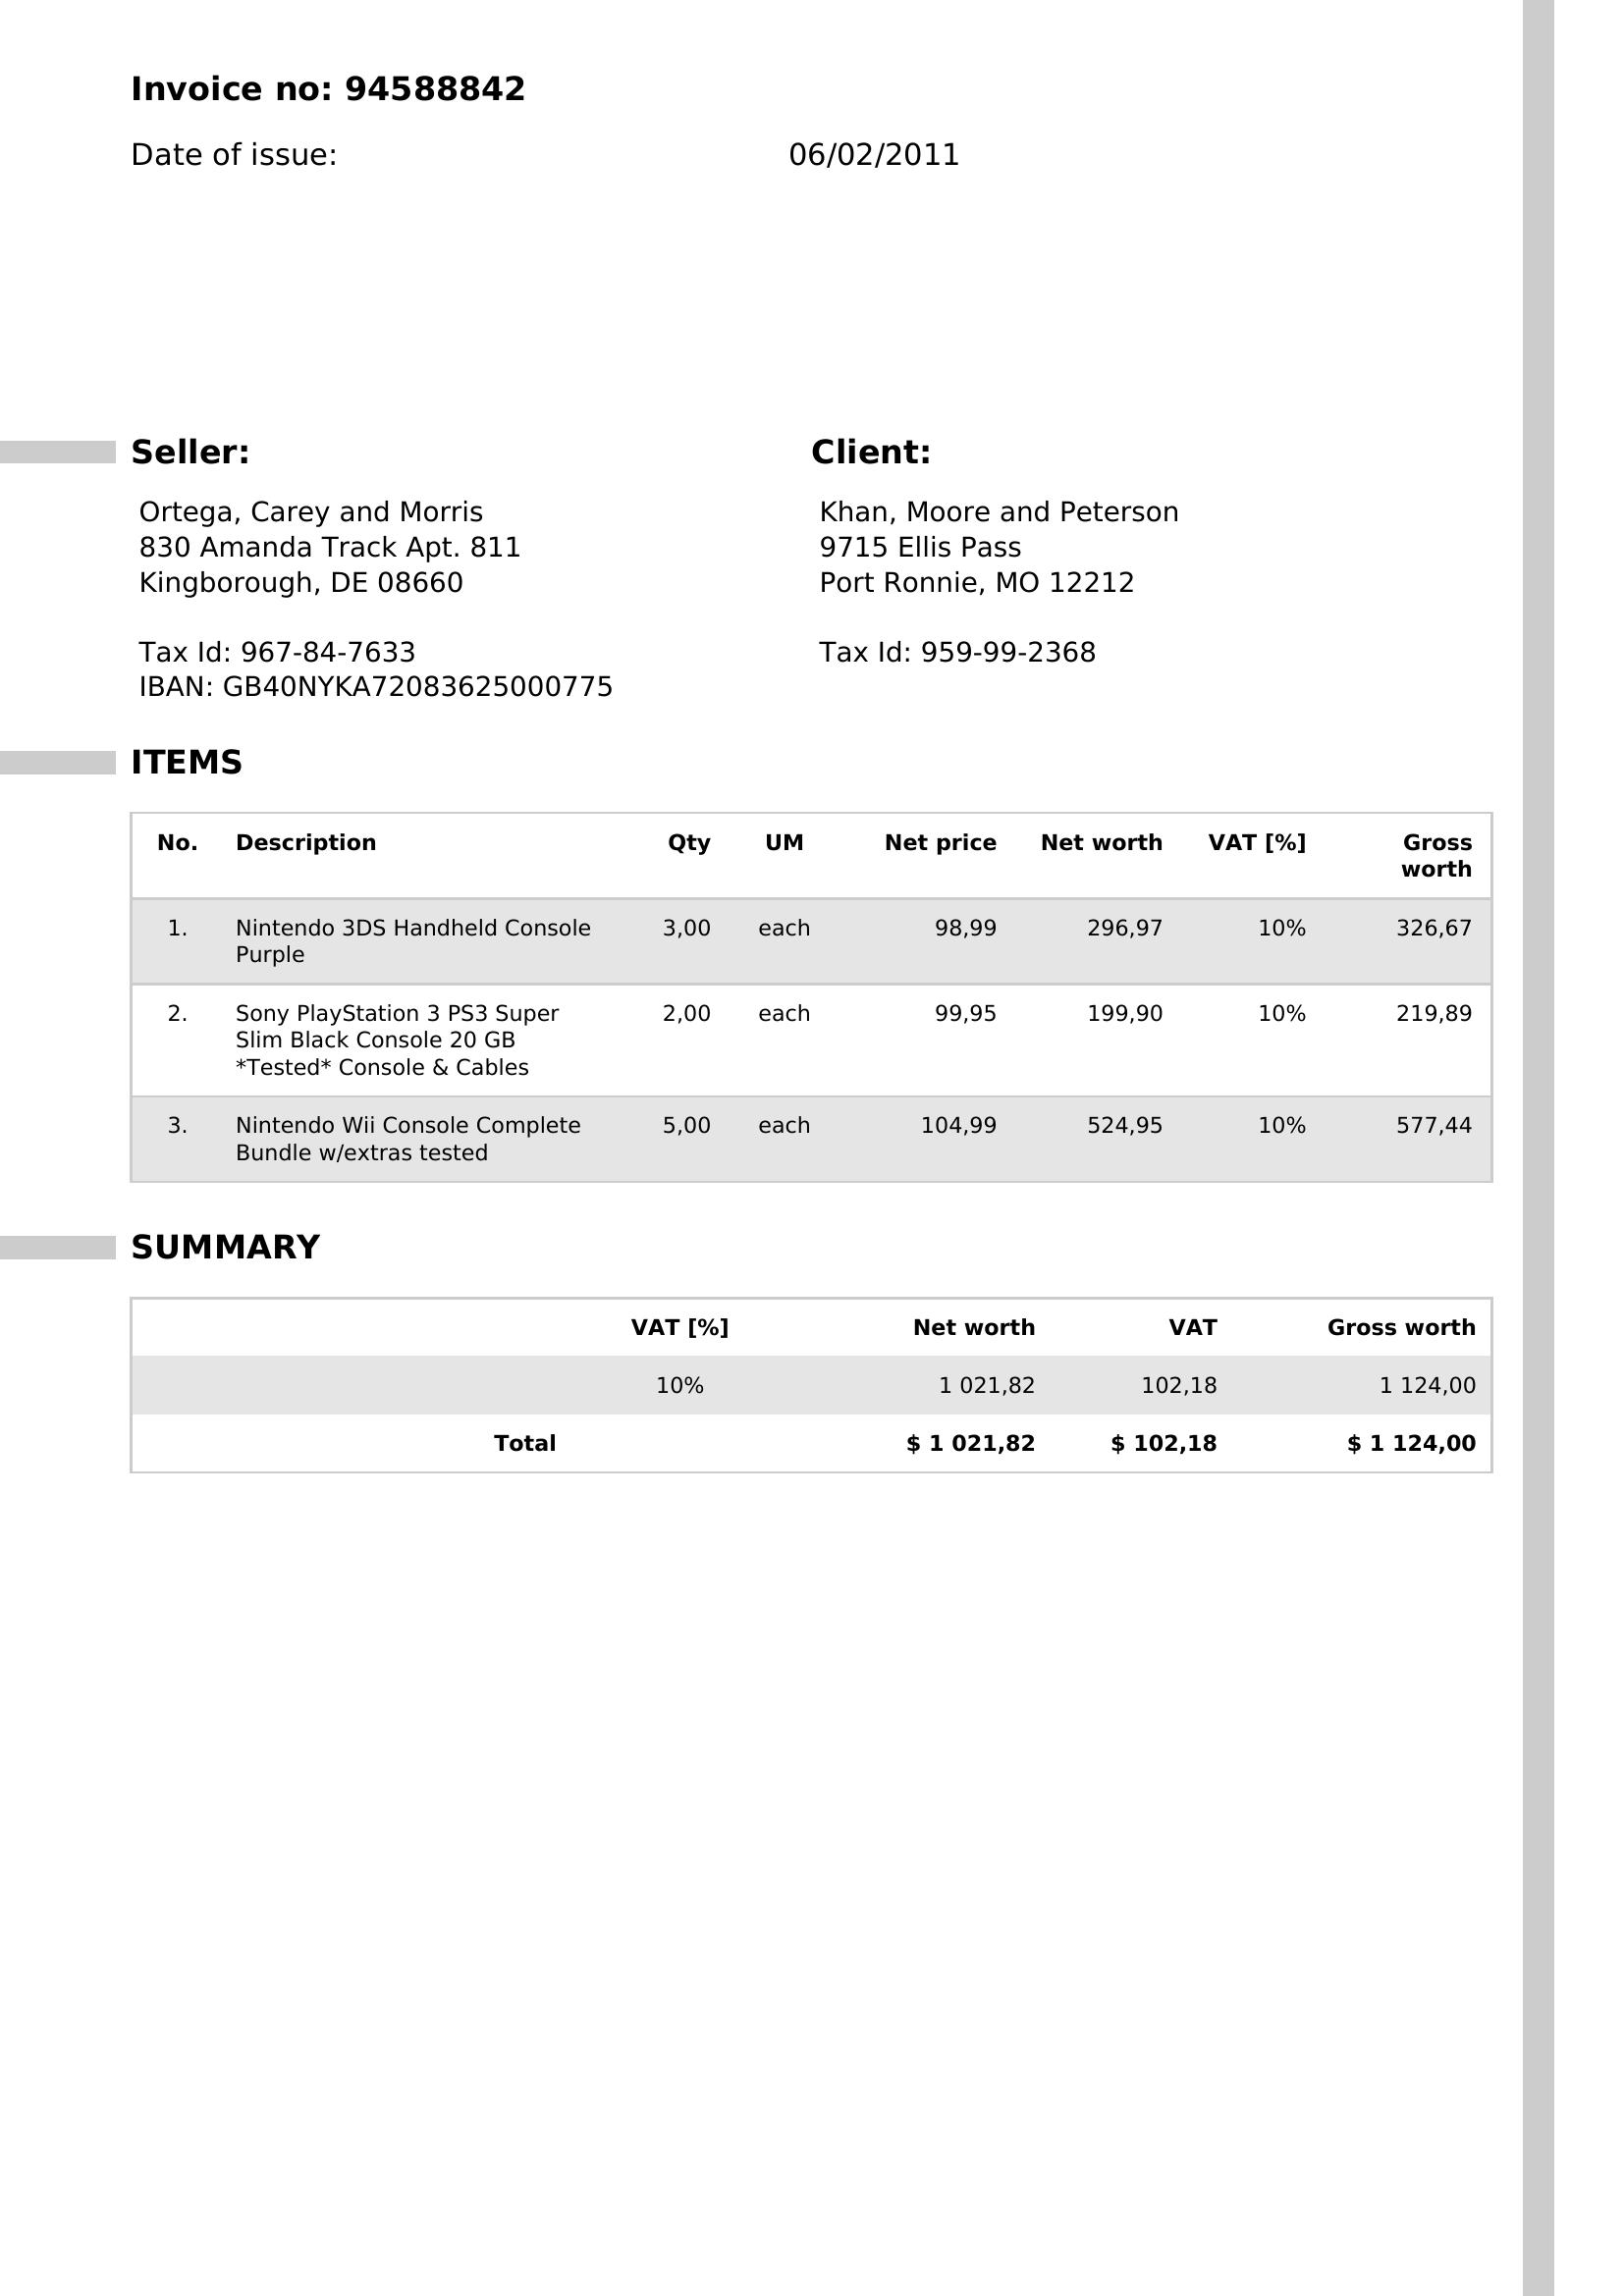 Invoice no: 94588842
Date of issue: 06/02/2011
Seller:
Ortega, Carey and Morris
830 Amanda Track Apt. 811
Kingborough, DE 08660
Tax Id: 967-84-7633
IBAN: GB40NYKA72083625000775
Client:
Khan, Moore and Peterson
9715 Ellis Pass
Port Ronnie, MO 12212
Tax Id: 959-99-2368
ITEMS
No. Description Qty UM Net price Net worth VAT [%] Gross
worth
1. Nintendo 3DS Handheld Console 3,00 each 98,99 296,97 10% 326,67
Purple
2. Sony PlayStation 3 PS3 Super 2,00 each 99,95 199,90 10% 219,89
Slim Black Console 20 GB
*Tested* Console & Cables
3. Nintendo Wii Console Complete 5,00 each 104,99 524,95 10% 577,44
Bundle w/extras tested
SUMMARY
VAT [%] Net worth VAT Gross worth
10% 1 021,82 102,18 1 124,00
Total $ 1 021,82 $ 102,18 $ 1 124,00